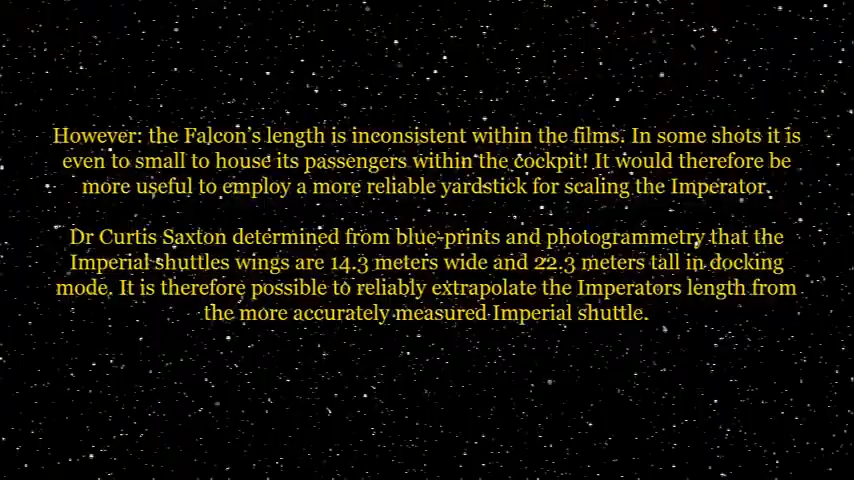 However: the Falcon's length is inconsistent within the films. In some shots it is
even to small to house its passengers within the cockpit! It would therefore be
more useful to employ a more reliable yardstick for scaling the Imperator.
Dr Curtis Saxton determined from blue-prints and photogrammetry that the
Imperial shuttles wings are 14.3 meters wide and 22.3 meters tall in docking
mode. It is therefore possible to reliably extrapolate the Imperators length from
the more accurately measured Imperial shuttle.